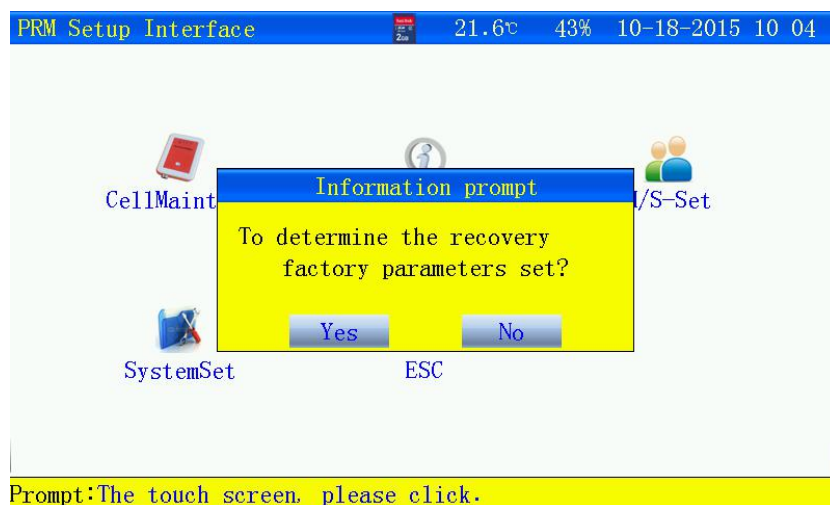 PRM Setup Interface 2GB 21.6℃ 43% 10-18-2015 10 04
CellMaint /S-Set
Information prompt
To determine the recovery
factory parameters set?
Yes No
SystemSet ESC
Prompt:The touch screen, please click.